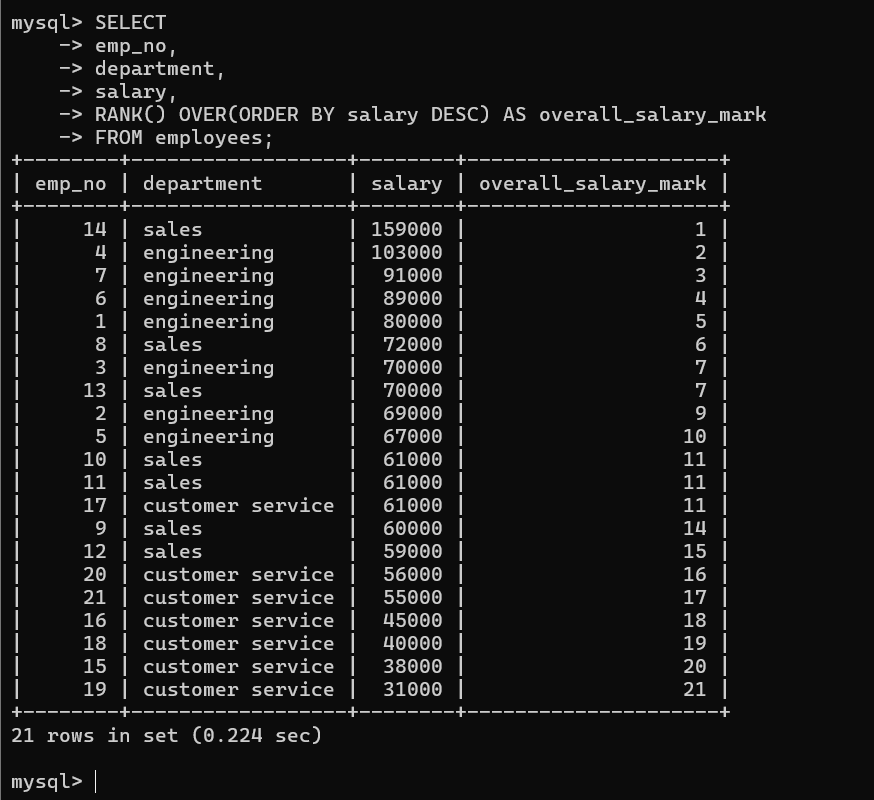 mysql> SELECT
    -> emp_no,
    -> department,
    -> salary,
    -> RANK() OVER(ORDER BY salary DESC) AS overall_salary_mark
    -> FROM employees;
+--------+------------------+--------+---------------------+
| emp_no | department       | salary | overall_salary_mark |
+--------+------------------+--------+---------------------+
|     14 | sales            | 159000 |                   1 |
|      4 | engineering      | 103000 |                   2 |
|      7 | engineering      |  91000 |                   3 |
|      6 | engineering      |  89000 |                   4 |
|      1 | engineering      |  80000 |                   5 |
|      8 | sales            |  72000 |                   6 |
|      3 | engineering      |  70000 |                   7 |
|     13 | sales            |  70000 |                   7 |
|      2 | engineering      |  69000 |                   9 |
|      5 | engineering      |  67000 |                  10 |
|     10 | sales            |  61000 |                  11 |
|     11 | sales            |  61000 |                  11 |
|     17 | customer service |  61000 |                  11 |
|      9 | sales            |  60000 |                  14 |
|     12 | sales            |  59000 |                  15 |
|     20 | customer service |  56000 |                  16 |
|     21 | customer service |  55000 |                  17 |
|     16 | customer service |  45000 |                  18 |
|     18 | customer service |  40000 |                  19 |
|     15 | customer service |  38000 |                  20 |
|     19 | customer service |  31000 |                  21 |
+--------+------------------+--------+---------------------+
21 rows in set (0.224 sec)

mysql>